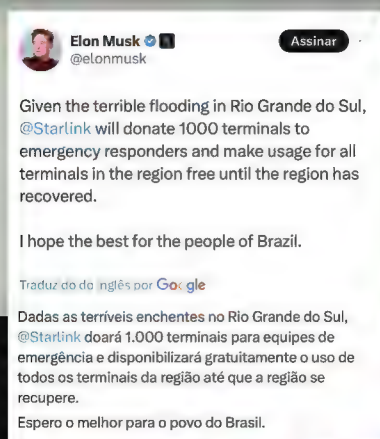 Elon Musk
@elonmusk
Assinar
Given the terrible flooding in Rio Grande do Sul,
@Starlink will donate 1000 terminals to
emergency responders and make usage for all
terminals in the region free until the region has
recovered.
I hope the best for the people of Brazil.
Traduzido do inglês por Google
Dadas as terríveis enchentes no Rio Grande do Sul,
@Starlink doará 1.000 terminais para equipes de
emergência e disponibilizará gratuitamente o uso de
todos os terminais da região até que a região se
recupere.
Espero o melhor para o povo do Brasil.